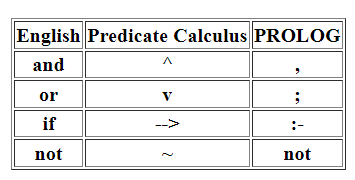 English Predicate Calculus PROLOG
and ^ ,
or v ;
if --> :-
not ~ not